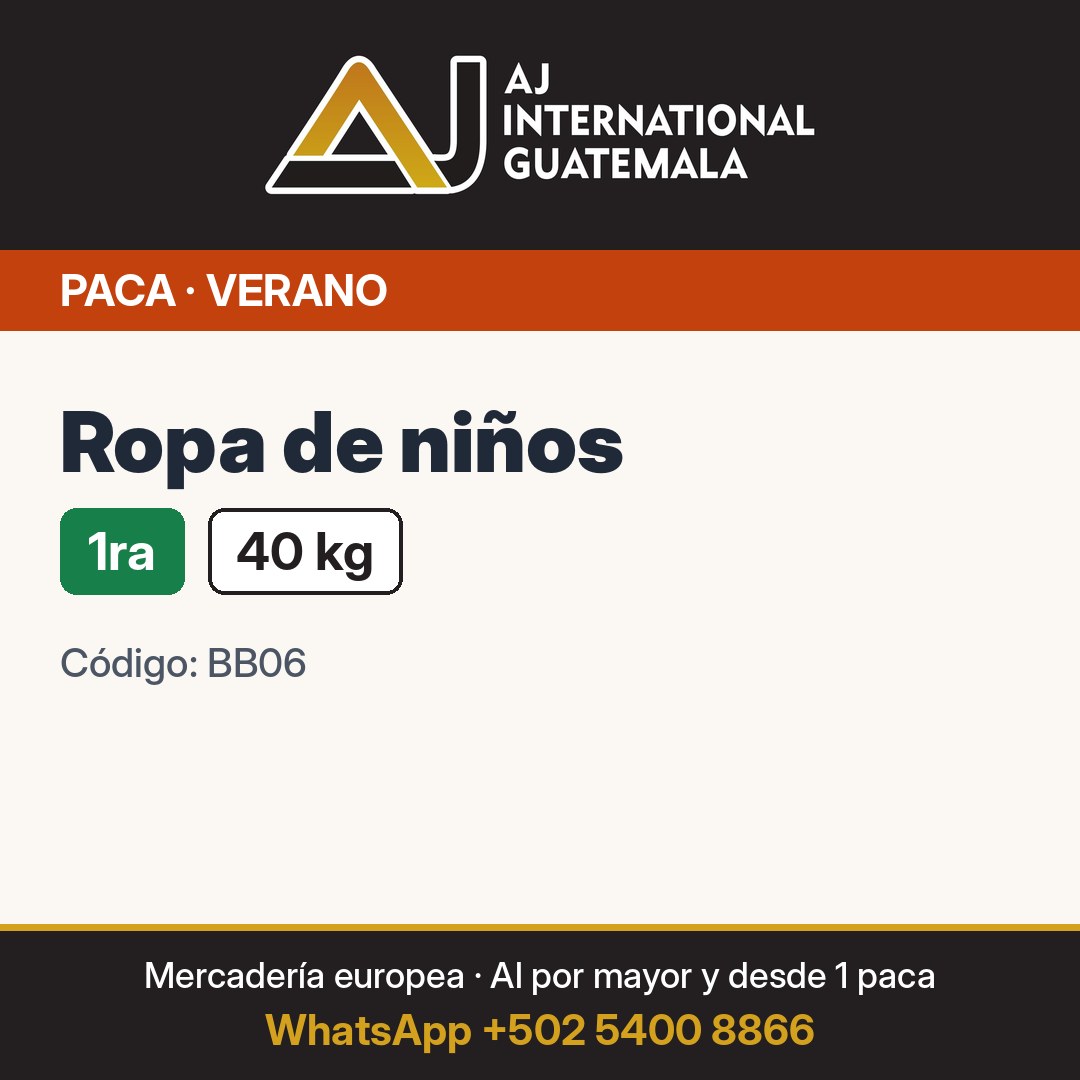 AJ
AJ
INTERNATIONAL
GUATEMALA
PACA · VERANO
Ropa de niños
1ra
40 kg
Código: BB06
Mercadería europea · Al por mayor y desde 1 paca
WhatsApp +502 5400 8866